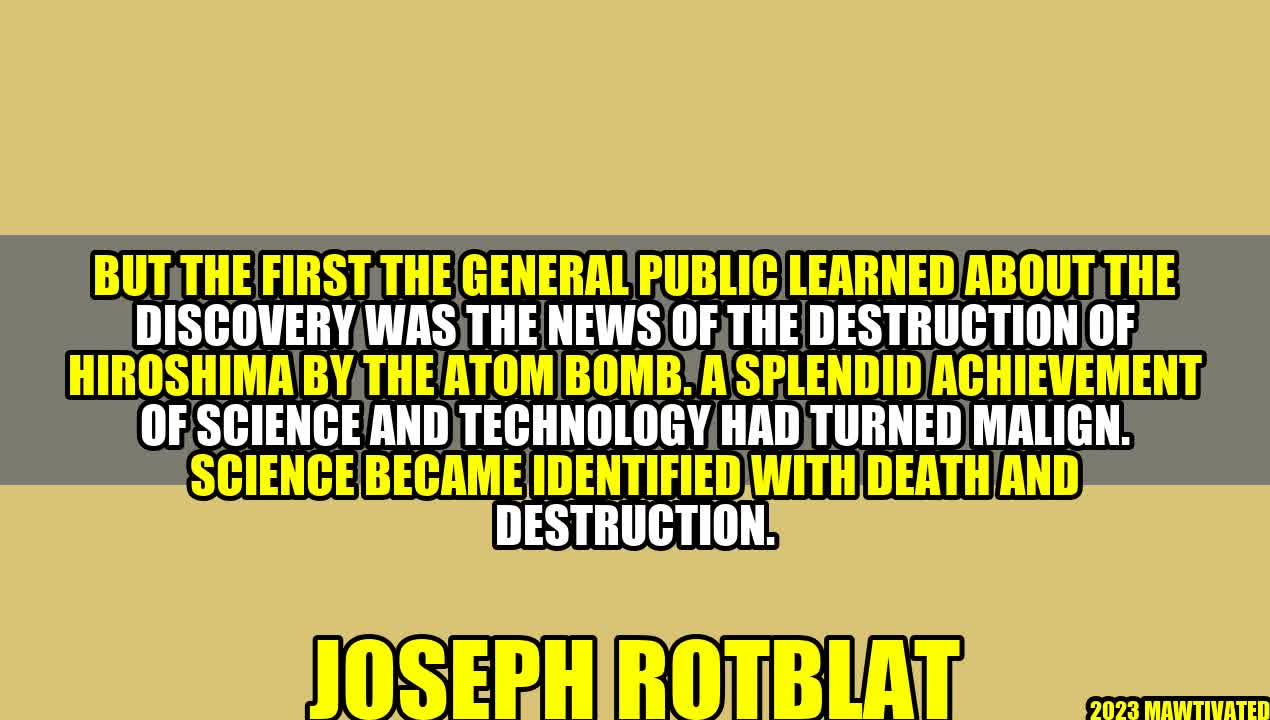 BUT THE FIRST THE GENERAL PUBLIC LEARNED ABOUT THE
DISCOVERY WAS THE NEWS OF THE DESTRUCTION OF
HIROSHIMA BY THE ATOM BOMB. A SPLENDID ACHIEVEMENT
OF SCIENCE AND TECHNOLOGY HAD TURNED MALIGN.
SCIENCE BECAME IDENTIFIED WITH DEATH AND
DESTRUCTION.
JOSEPH ROTBLAT
2023 MAWTIVATED